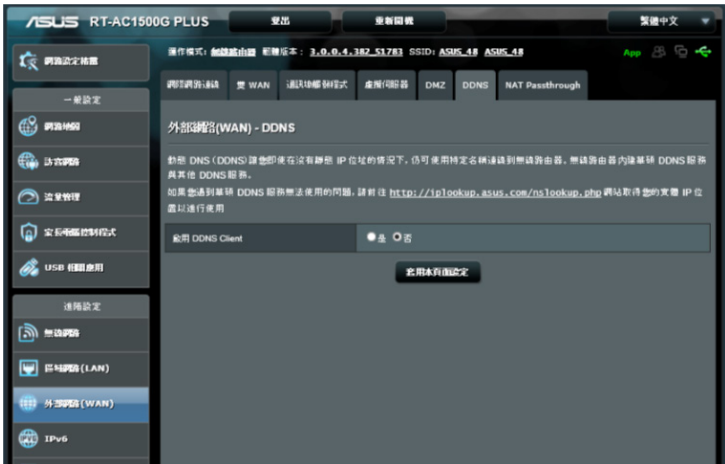 ASUS RT-AC1500G PLUS 登出 重新開機 繁體中文
操作模式: 無線路由器 韌體版本: 3.0.0.4.382_51783 SSID: ASUS_48 ASUS_48 App
網路設定精靈
網際網路連線 雙 WAN 通訊埠觸發程式 虛擬伺服器 DMZ DDNS NAT Passthrough
一般設定
網路地圖
訪客網路
流量管理
家長電腦控制程式
USB 相關應用
進階設定
無線網路
區域網路(LAN)
外部網路(WAN)
IPv6
外部網路(WAN) - DDNS
動態 DNS (DDNS) 讓您即使在沒有靜態 IP 位址的情況下,仍可使用特定名稱連線到無線路由器。無線路由器內建華碩 DDNS 服務
與其他 DDNS 服務。
如果您遇到華碩 DDNS 服務無法使用的問題,請前往 http://iplookup.asus.com/nslookup.php 網站取得您的實體 IP 位
置以進行使用
啟用 DDNS Client 是 否
套用本頁面設定